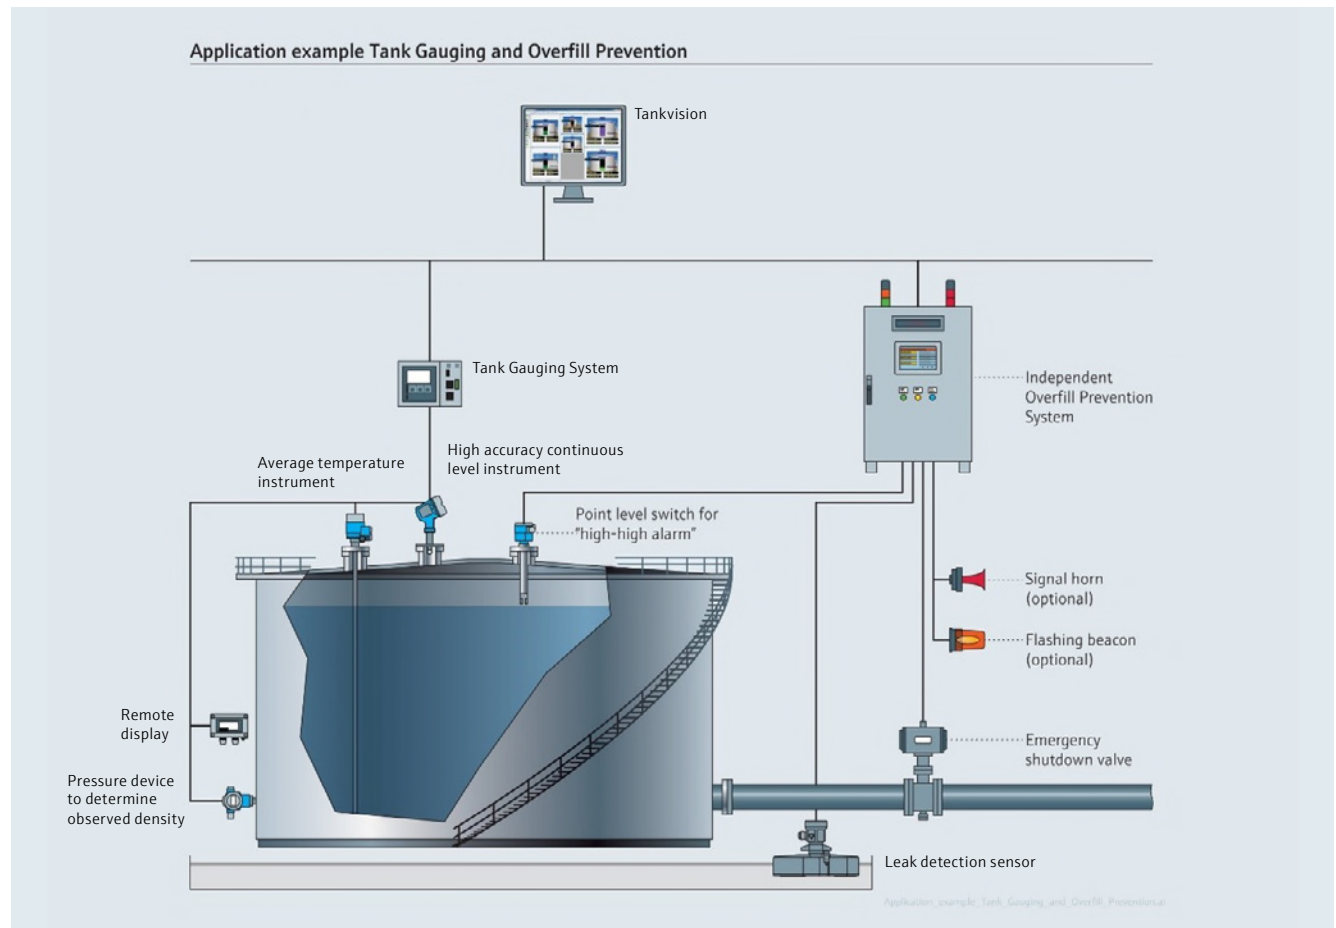 Application example Tank Gauging and Overfill Prevention
Tankvision
Tank Gauging System
Independent
Overfill Prevention
System
High accuracy continuous
level instrument
Average temperature
instrument
Point level switch for
"high-high alarm"
Signal horn
(optional)
Flashing beacon
(optional)
Remote
display
Emergency
shutdown valve
Pressure device
to determine
observed density
Leak detection sensor
Application_example_Tank_Gauging_and_Overfill_Prevention.ai